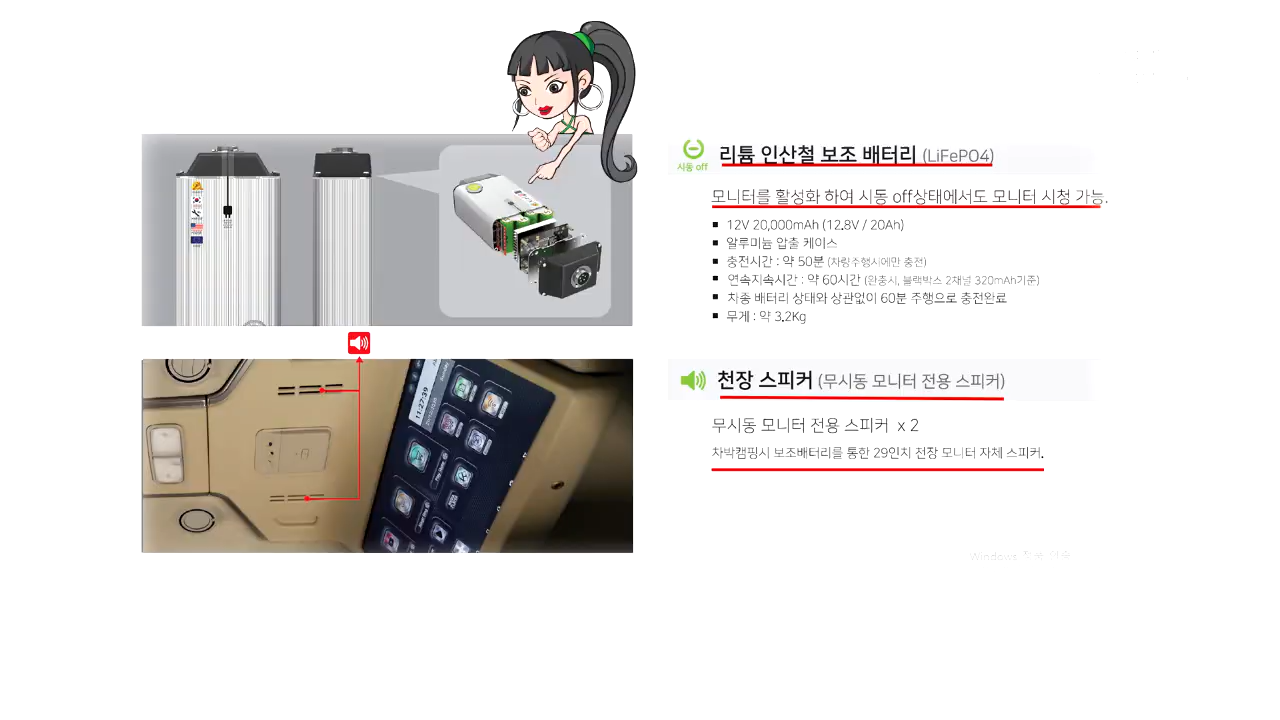 시동 off
리튬 인산철 보조 배터리 (LiFePO4)
모니터를 활성화 하여 시동 off상태에서도 모니터 시청 가능.
12V 20,000mAh (12.8V / 20Ah)
알루미늄 압출 케이스
충전시간 : 약 50분 (차량주행시에만 충전)
연속지속시간 : 약 60시간 (완충시, 블랙박스 2채널 320mAh기준)
차종 배터리 상태와 상관없이 60분 주행으로 충전완료
무게 : 약 3.2Kg
11:27:39
천장 스피커 (무시동 모니터 전용 스피커)
무시동 모니터 전용 스피커 x 2
차박캠핑시 보조배터리를 통한 29인치 천장 모니터 자체 스피커.
Windows 정품 인증